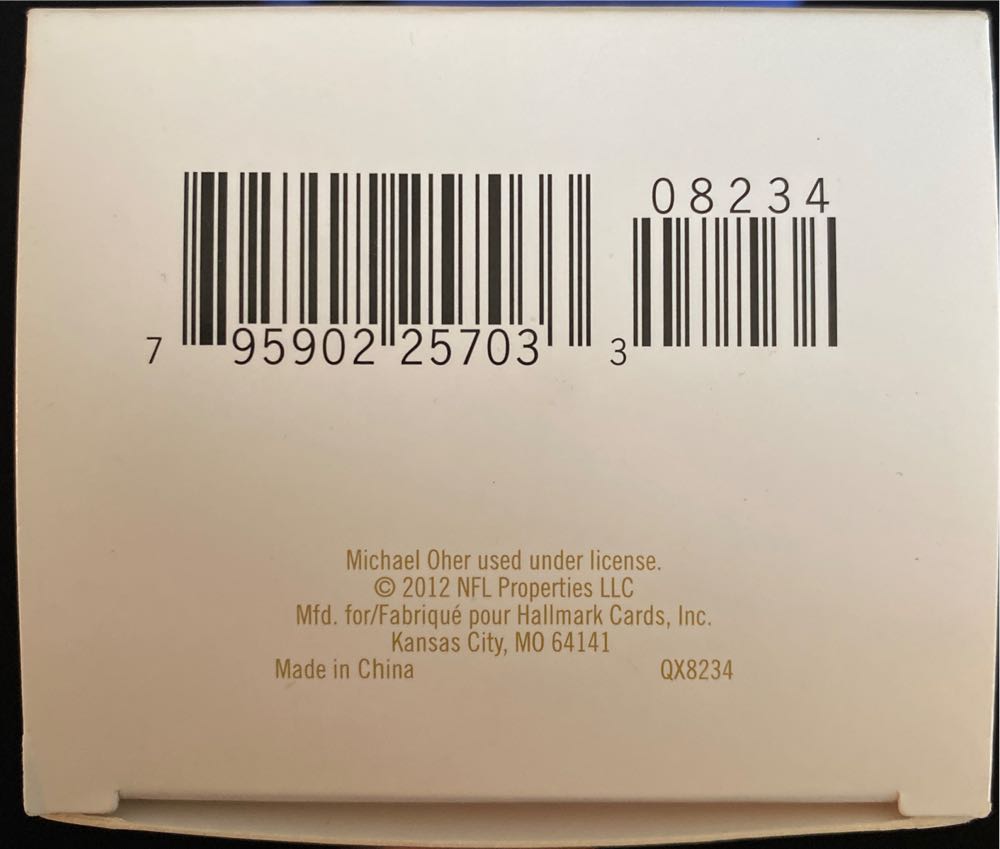 08234
7 95902 25703 3
Michael Oher used under license.
© 2012 NFL Properties LLC
Mfd. for/Fabriqué pour Hallmark Cards, Inc.
Kansas City, MO 64141
Made in China QX8234